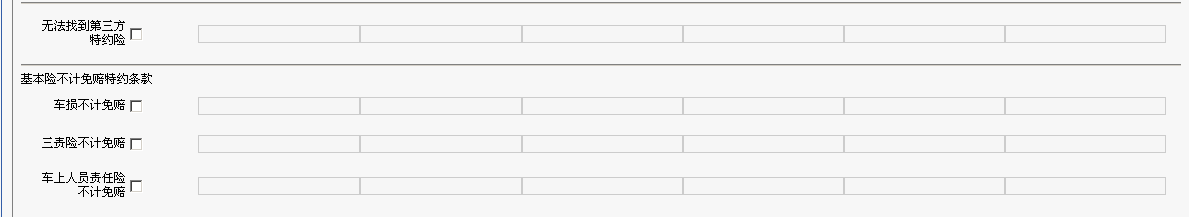 无法找到第三方
特约险
基本险不计免赔特约条款
车损不计免赔
三责险不计免赔
车上人员责任险
不计免赔